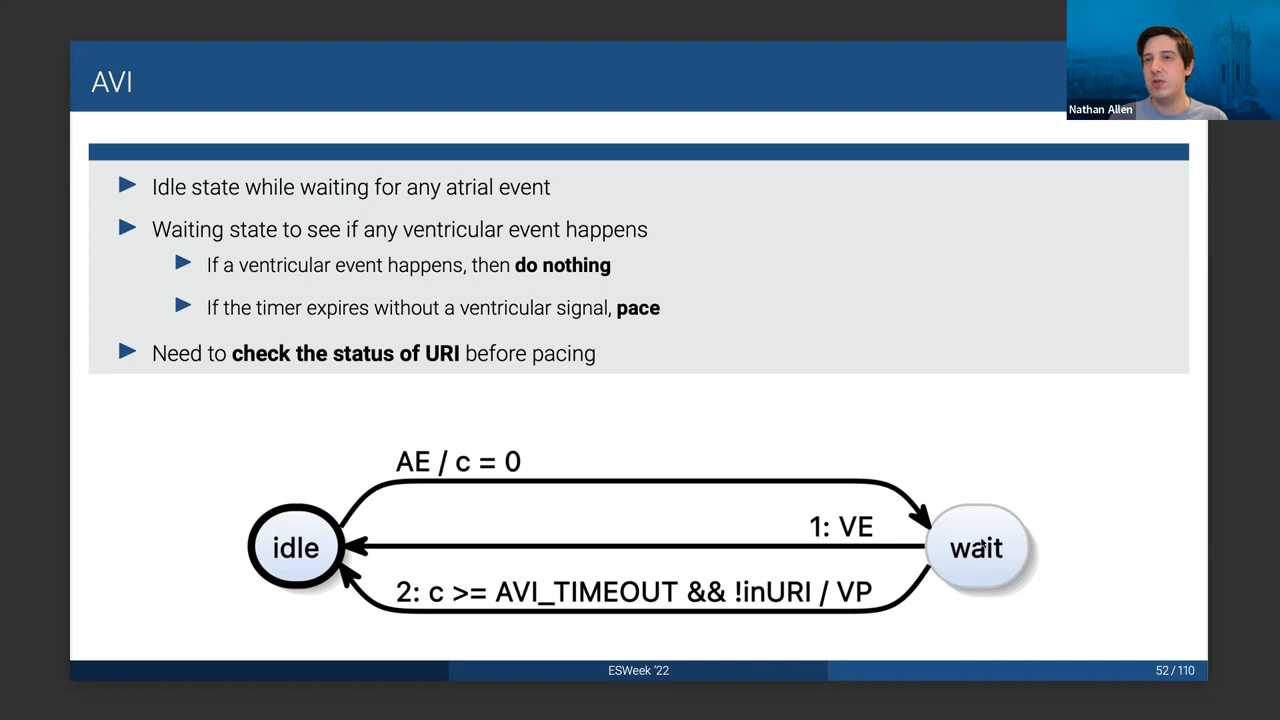 AVI
Nathan Allen
Idle state while waiting for any atrial event
Waiting state to see if any ventricular event happens
If a ventricular event happens, then do nothing
If the timer expires without a ventricular signal, pace
Need to check the status of URI before pacing
AE / c = 0
1: VE
idle
wait
2: c >= AVI_TIMEOUT && !inURI / VP
ESWeek '22
52 / 110